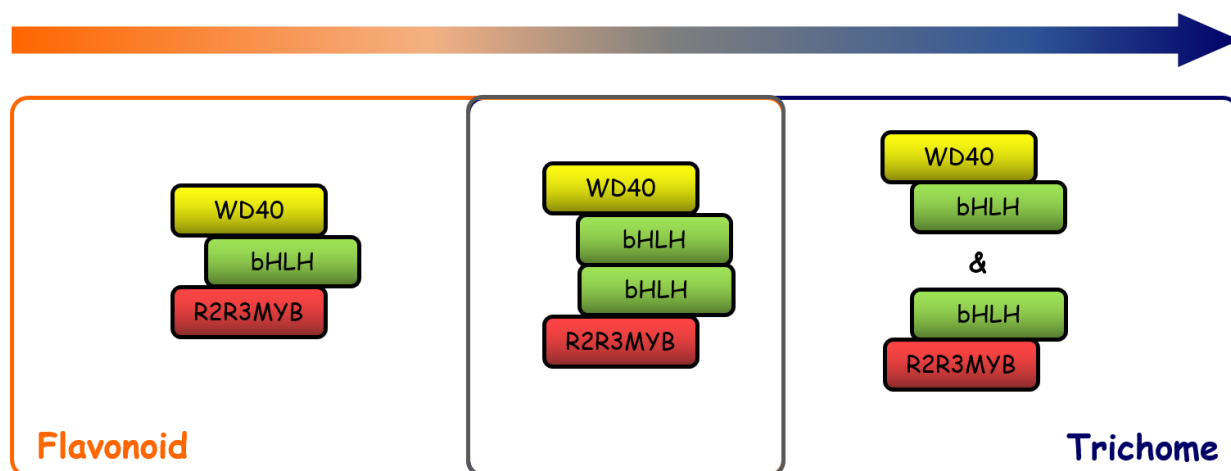 WD40
bHLH
R2R3MYB
WD40
bHLH
bHLH
R2R3MYB
WD40
bHLH
&
bHLH
R2R3MYB
Flavonoid
Trichome